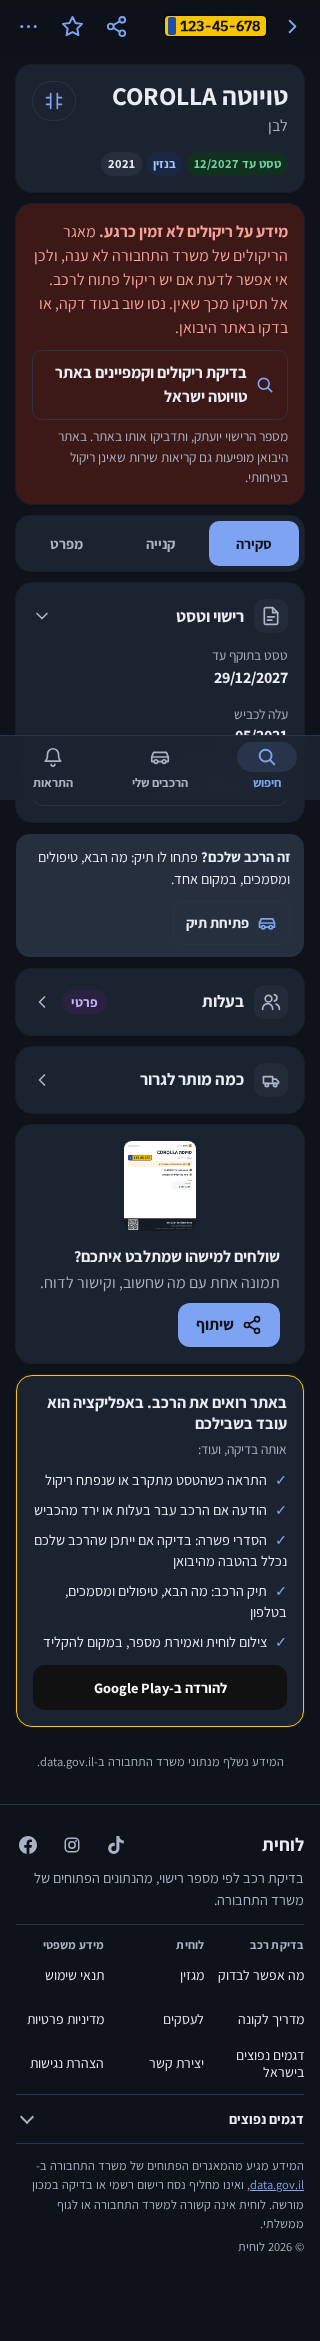 123-45-678
טויוטה COROLLA
לבן
טסט עד 12/2027
בנזין
2021
מידע על ריקולים לא זמין כרגע. מאגר
הריקולים של משרד התחבורה לא ענה, ולכן
אי אפשר לדעת אם יש ריקול פתוח לרכב.
אל תסיקו מכך שאין. נסו שוב בעוד דקה, או
בדקו באתר היבואן.
בדיקת ריקולים וקמפיינים באתר
טויוטה ישראל
מספר הרישוי יועתק, ותדביקו אותו באתר. באתר
היבואן מופיעות גם קריאות שירות שאינן ריקול
בטיחותי.
סקירה
קנייה
מפרט
רישוי וטסט
טסט בתוקף עד
29/12/2027
עלה לכביש
05/2021
חיפוש
הרכבים שלי
התראות
זה הרכב שלכם? פתחו לו תיק: מה הבא, טיפולים
ומסמכים, במקום אחד.
פתיחת תיק
בעלות
פרטי
כמה מותר לגרור
טויוטה COROLLA
שולחים למישהו שמתלבט איתכם?
תמונה אחת עם מה שחשוב, וקישור לדוח.
שיתוף
באתר רואים את הרכב. באפליקציה הוא
עובד בשבילכם
אותה בדיקה, ועוד:
✓ התראה כשהטסט מתקרב או שנפתח ריקול
✓ הודעה אם הרכב עבר בעלות או ירד מהכביש
✓ הסדרי פשרה: בדיקה אם ייתכן שהרכב שלכם
נכלל בהטבה מהיבואן
✓ תיק הרכב: מה הבא, טיפולים ומסמכים,
בטלפון
✓ צילום לוחית ואמירת מספר, במקום להקליד
להורדה ב-Google Play
המידע נשלף מנתוני משרד התחבורה ב-data.gov.il.
לוחית
בדיקת רכב לפי מספר רישוי, מהנתונים הפתוחים של
משרד התחבורה.
בדיקת רכב
לוחית
מידע משפטי
מה אפשר לבדוק
מגזין
תנאי שימוש
מדריך לקונה
לעסקים
מדיניות פרטיות
דגמים נפוצים
בישראל
יצירת קשר
הצהרת נגישות
דגמים נפוצים
המידע מגיע מהמאגרים הפתוחים של משרד התחבורה ב-
data.gov.il, ואינו מחליף נסח רישום רשמי או בדיקה במכון
מורשה. לוחית אינה קשורה למשרד התחבורה או לגוף
ממשלתי.
© 2026 לוחית